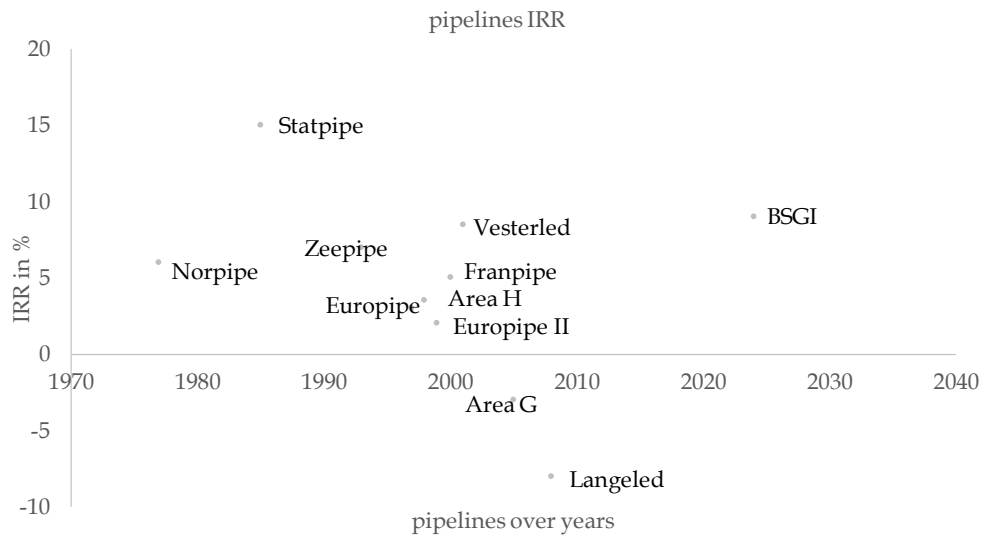 pipelines IRR
20
15
10
5
0
-5
-10
IRR in %
Statpipe
BSGI
Vesterled
Zeepipe
Norpipe
Franpipe
Area H
Europipe
Europipe II
1970 1980 1990 2000 2010 2020 2030 2040
Area G
Langeled
pipelines over years